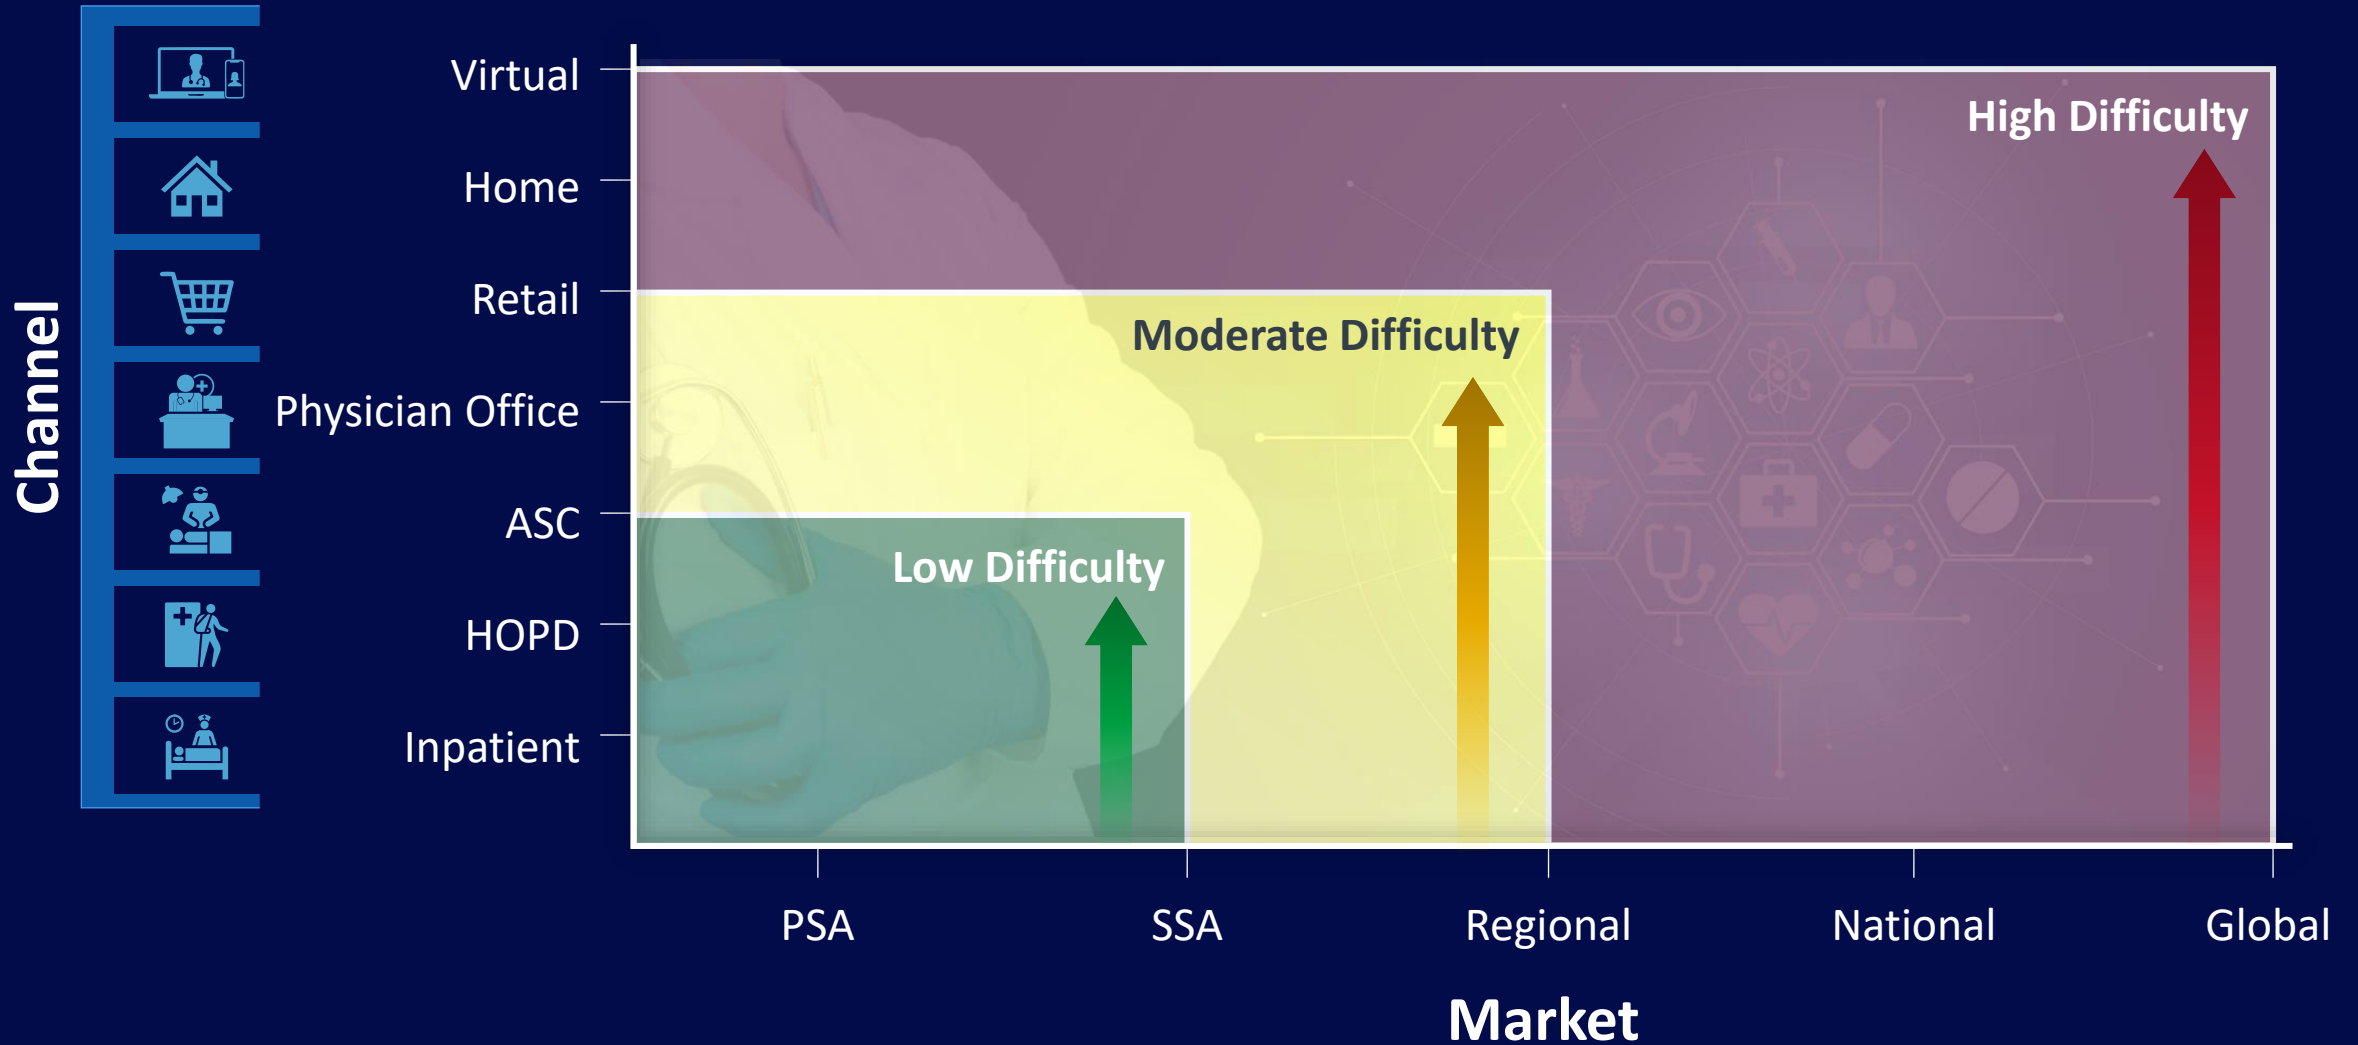 Channel
Virtual
Home
Retail
Physician Office
ASC
HOPD
Inpatient
High Difficulty
Moderate Difficulty
Low Difficulty
PSA
SSA
Regional
National
Global
Market